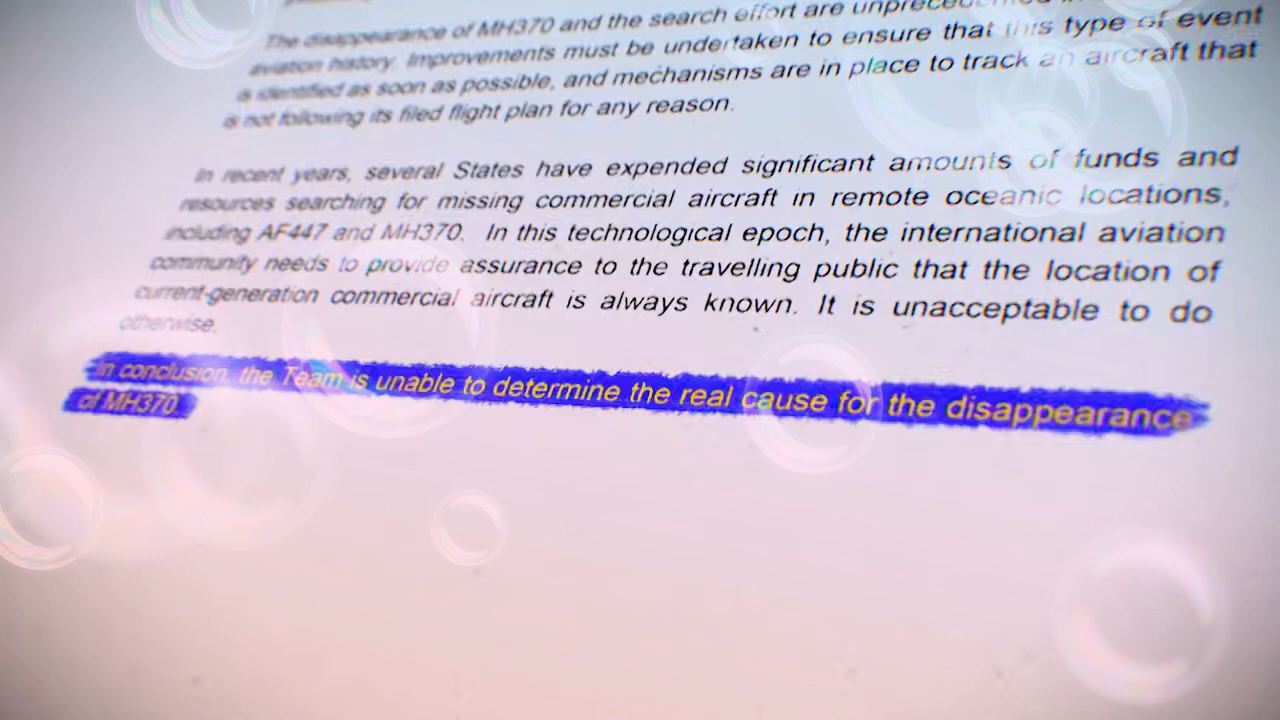 The disappearance of MH370 and the search effort are
aviation history. Improvements must be undertaken to ensure that this type of event
is identified as soon as possible, and mechanisms are in place to track an aircraft that
is not following its filed flight plan for any reason.
In recent years, several States have expended significant amounts of funds and
resources searching for missing commercial aircraft in remote oceanic locations,
including AF447 and MH370. In this technological epoch, the international aviation
community needs to provide assurance to the travelling public that the location of
current-generation commercial aircraft is always known. It is unacceptable to do
otherwise.
In conclusion, the Team is unable to determine the real cause for the disappearance
of MH370.